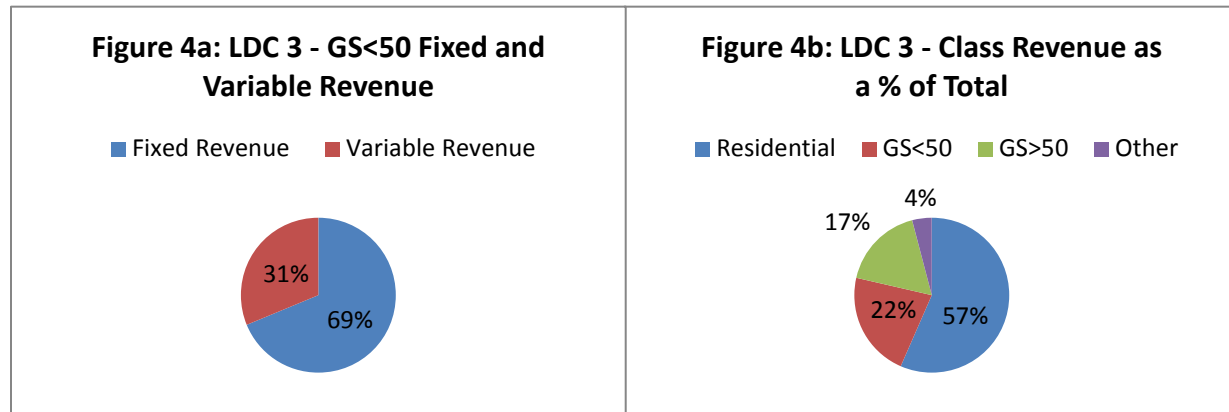 Figure 4a: LDC 3 - GS<50 Fixed and
Variable Revenue
Fixed Revenue Variable Revenue
31%
69%
Figure 4b: LDC 3 - Class Revenue as
a % of Total
Residential GS<50 GS>50 Other
4%
17%
22%
57%